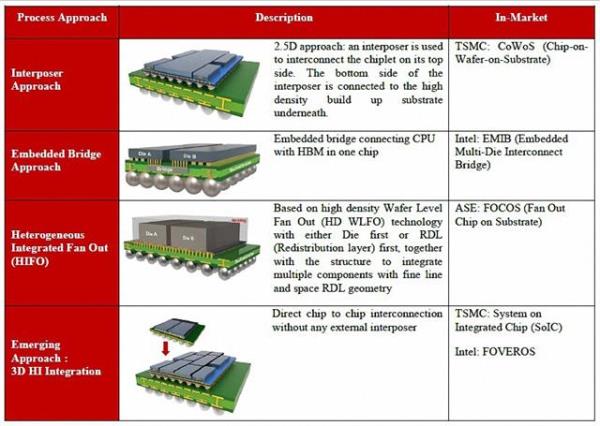 Process Approach
Description
In-Market
Interposer
Approach
2.5D approach: an interposer is used
to interconnect the chiplet on its top
side. The bottom side of the
interposer is connected to the high
density build up substrate
underneath.
TSMC: CoWoS (Chip-on-
Wafer-on-Substrate)
Embedded Bridge
Approach
Die A
Die B
Bridge
Embedded bridge connecting CPU
with HBM in one chip
Intel: EMIB (Embedded
Multi-Die Interconnect
Bridge)
Heterogeneous
Integrated Fan Out
(HIFO)
Die A
Die B
Based on high density Wafer Level
Fan Out (HD WLFO) technology
with either Die first or RDL
(Redistribution layer) first, together
with the structure to integrate
multiple components with fine line
and space RDL geometry
ASE: FOCOS (Fan Out
Chip on Substrate)
Emerging
Approach :
3D HI Integration
Direct chip to chip interconnection
without any external interposer
TSMC: System on
Integrated Chip (SoIC)
Intel: FOVEROS